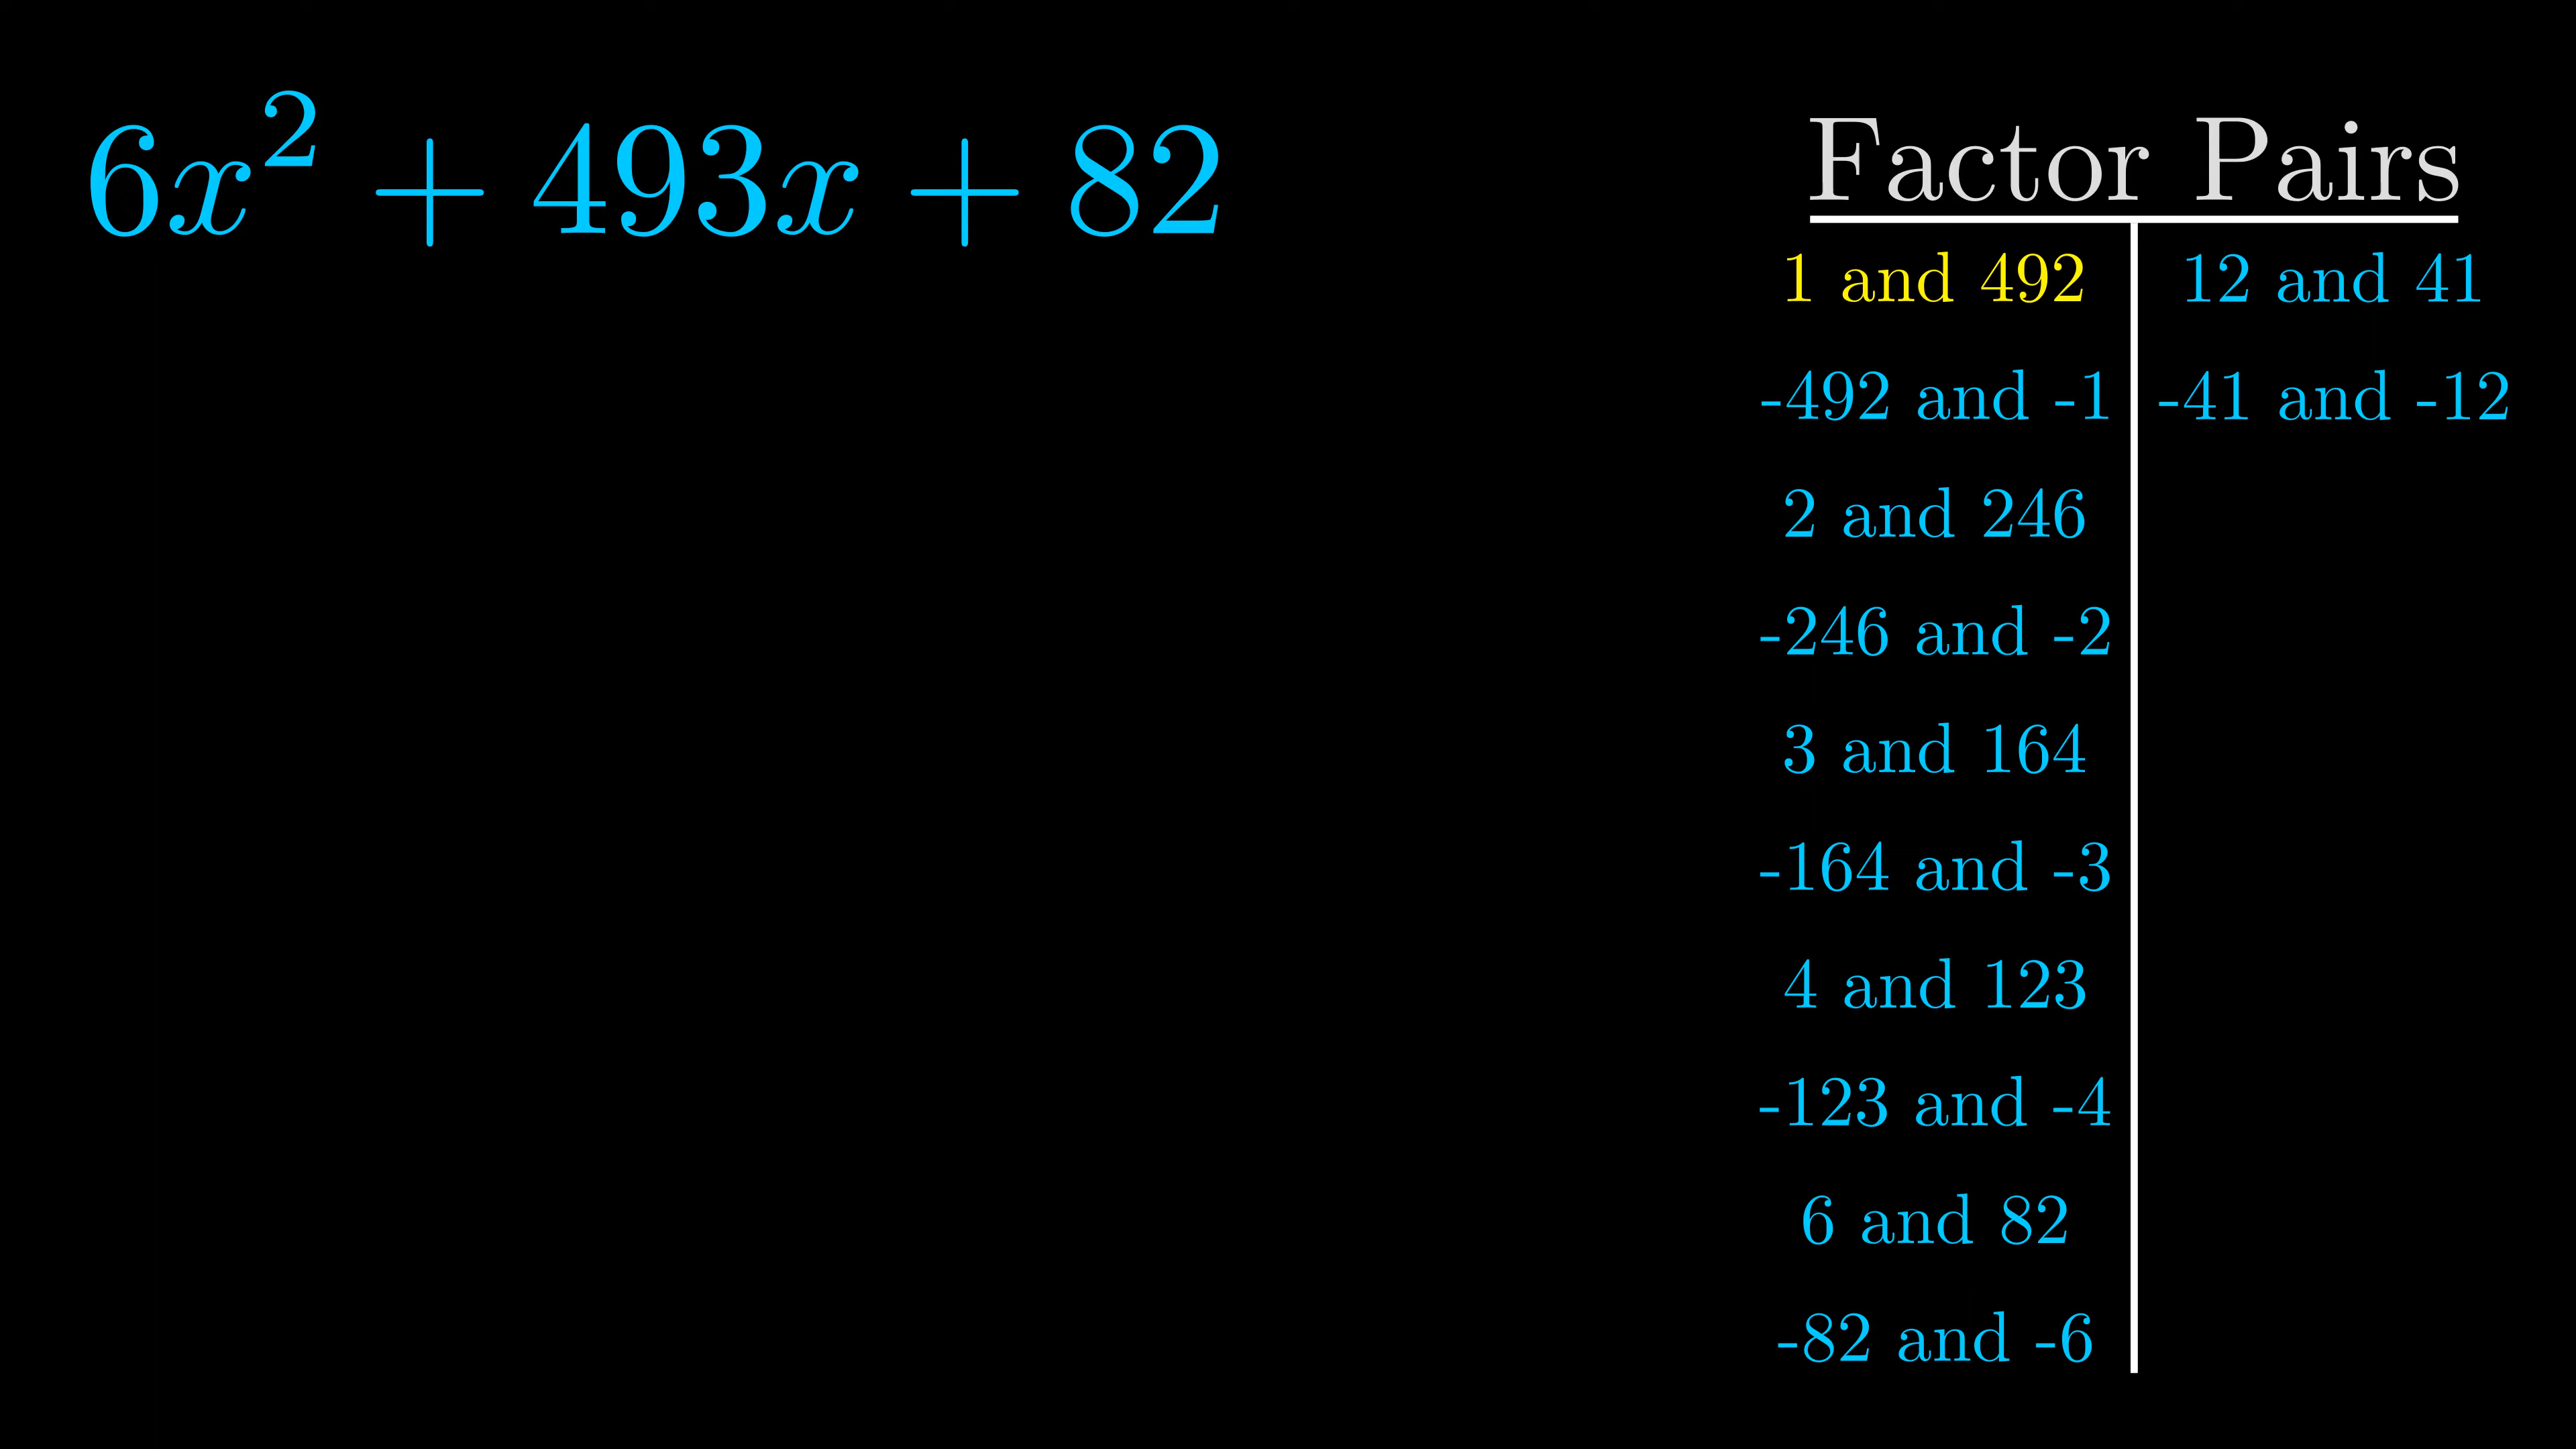 6x² + 493x + 82
Factor Pairs
1 and 492
-492 and -1
2 and 246
-246 and -2
3 and 164
-164 and -3
4 and 123
-123 and -4
6 and 82
-82 and -6
12 and 41
-41 and -12